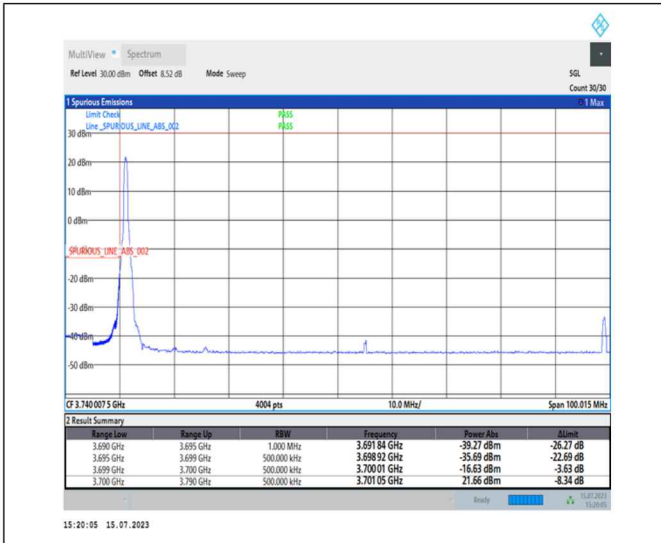 MultiView Spectrum
Ref Level 30.00 dBm Offset 8.52 dB Mode Sweep SGL
Count 30/30
1 Spurious Emissions 1 Max
Limit Check PASS
Line _SPURIOUS_LINE_ABS_002 PASS
30 dBm
20 dBm
10 dBm
0 dBm
_SPURIOUS_LINE_ABS_002
-20 dBm
-30 dBm
-40 dBm
-50 dBm
CF 3.740 007 5 GHz 4004 pts 10.0 MHz/ Span 100.015 MHz
2 Result Summary
Range Low Range Up RBW Frequency Power Abs ΔLimit
3.690 GHz 3.695 GHz 1.000 MHz 3.691 84 GHz -39.27 dBm -26.27 dB
3.695 GHz 3.699 GHz 500.000 kHz 3.698 92 GHz -35.69 dBm -22.69 dB
3.699 GHz 3.700 GHz 500.000 kHz 3.700 01 GHz -16.63 dBm -3.63 dB
3.700 GHz 3.790 GHz 500.000 kHz 3.701 05 GHz 21.66 dBm -8.34 dB
Ready 15.07.2023
15:20:05
15:20:05 15.07.2023